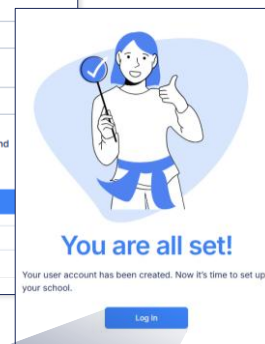 nd
You are all set!
Your user account has been created. Now it's time to set up
your school.
Log In